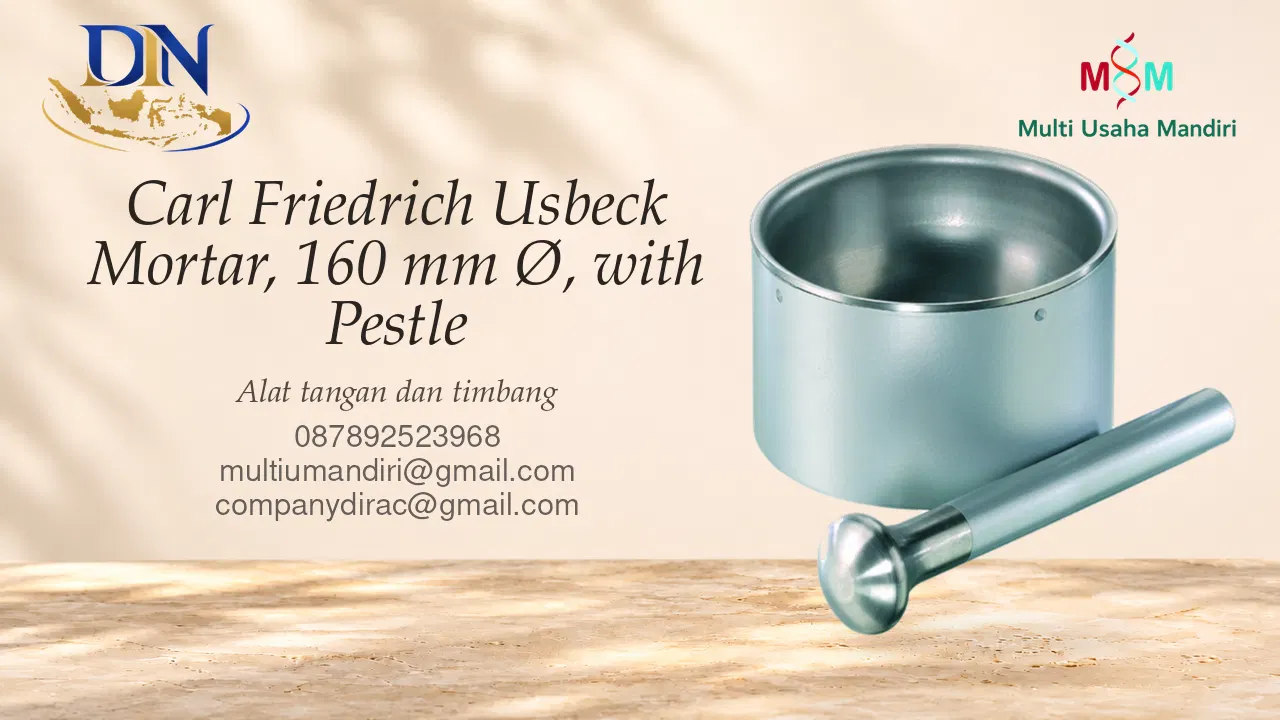 DIN
M M
Multi Usaha Mandiri
Carl Friedrich Usbeck
Mortar, 160 mm Ø, with
Pestle
Alat tangan dan timbang
087892523968
multiumandiri@gmail.com
companydirac@gmail.com